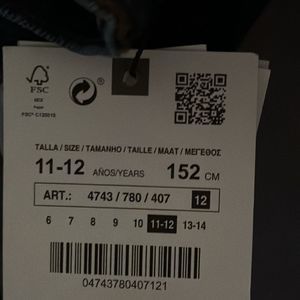 FSC
MIX
Paper
FSC® C120515
TALLA / SIZE / TAMANHO / TAILLE / MAAT / ΜΕΓΕΘΟΣ
11-12 AÑOS/YEARS 152 CM
ART.: 4743 / 780 / 407 12
6 7 8 9 10 11-12 13-14
04743780407121